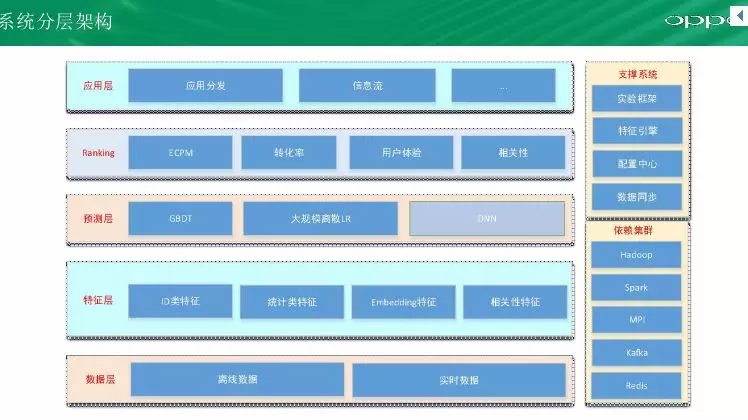 系统分层架构
oppo
应用层
应用分发
信息流
...
Ranking
ECPM
转化率
用户体验
相关性
预测层
GBDT
大规模离散LR
DNN
特征层
ID类特征
统计类特征
Embedding特征
相关性特征
数据层
离线数据
实时数据
支撑系统
实验框架
特征引擎
配置中心
数据同步
依赖集群
Hadoop
Spark
MPI
Kafka
Redis